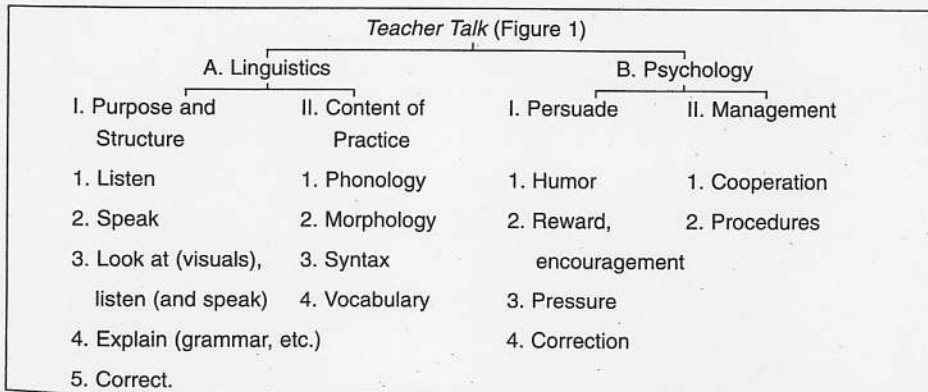 Teacher Talk (Figure 1)
A. Linguistics
B. Psychology
I. Purpose and
Structure
II. Content of
Practice
I. Persuade
II. Management
1. Listen
2. Speak
3. Look at (visuals),
listen (and speak)
4. Explain (grammar, etc.)
5. Correct.
1. Phonology
2. Morphology
3. Syntax
4. Vocabulary
1. Humor
2. Reward,
encouragement
3. Pressure
4. Correction
1. Cooperation
2. Procedures